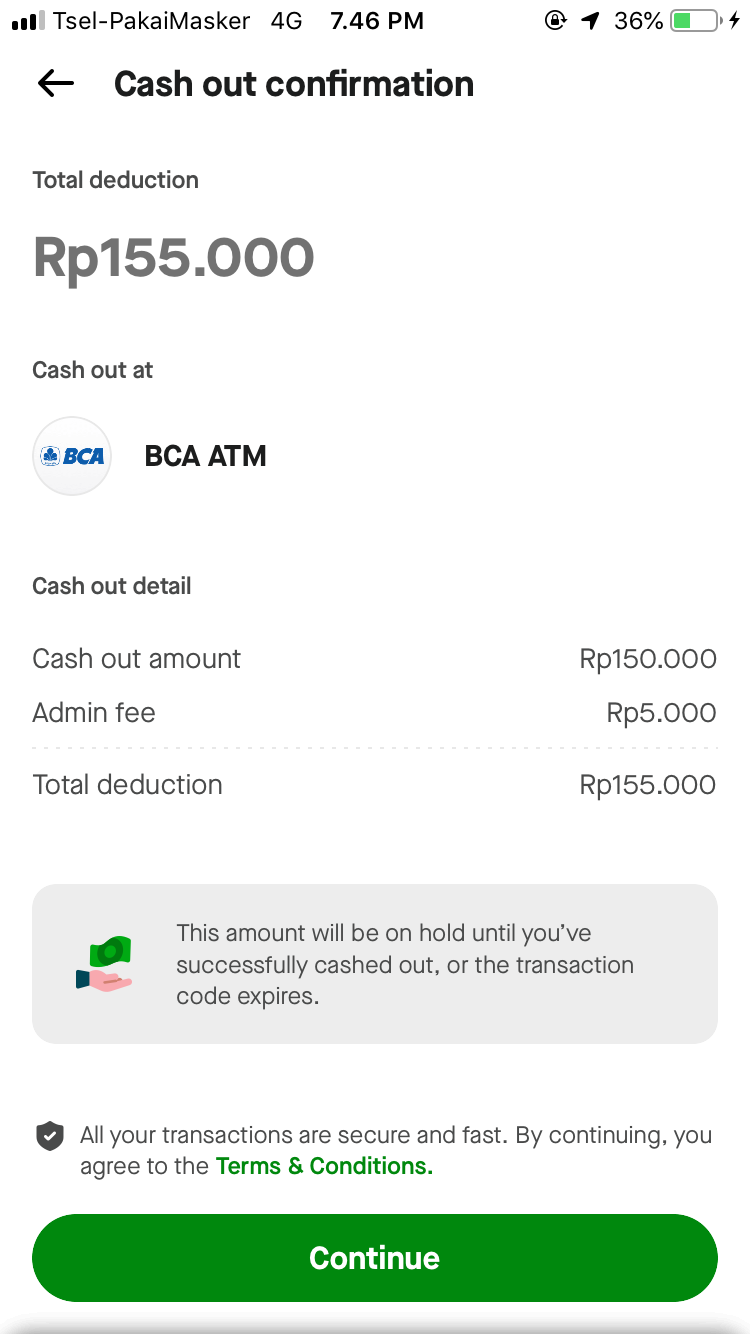 Tsel-PakaiMasker 4G 7.46 PM 36%
Cash out confirmation
Total deduction
Rp155.000
Cash out at
BCA BCA ATM
Cash out detail
Cash out amount Rp150.000
Admin fee Rp5.000
Total deduction Rp155.000
This amount will be on hold until you’ve
successfully cashed out, or the transaction
code expires.
All your transactions are secure and fast. By continuing, you
agree to the Terms & Conditions.
Continue